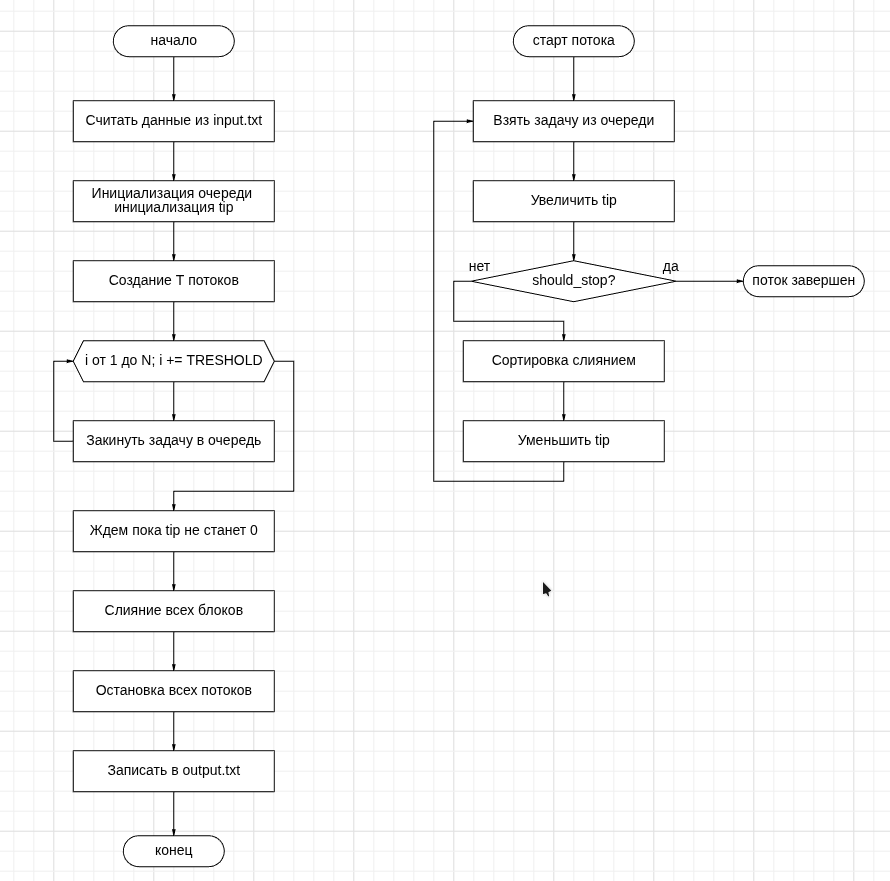 начало
Считать данные из input.txt
Инициализация очереди
инициализация tip
Создание T потоков
i от 1 до N; i += TRESHOLD
Закинуть задачу в очередь
Ждем пока tip не станет 0
Слияние всех блоков
Остановка всех потоков
Записать в output.txt
конец
старт потока
Взять задачу из очереди
Увеличить tip
нет
should_stop?
да
поток завершен
Сортировка слиянием
Уменьшить tip